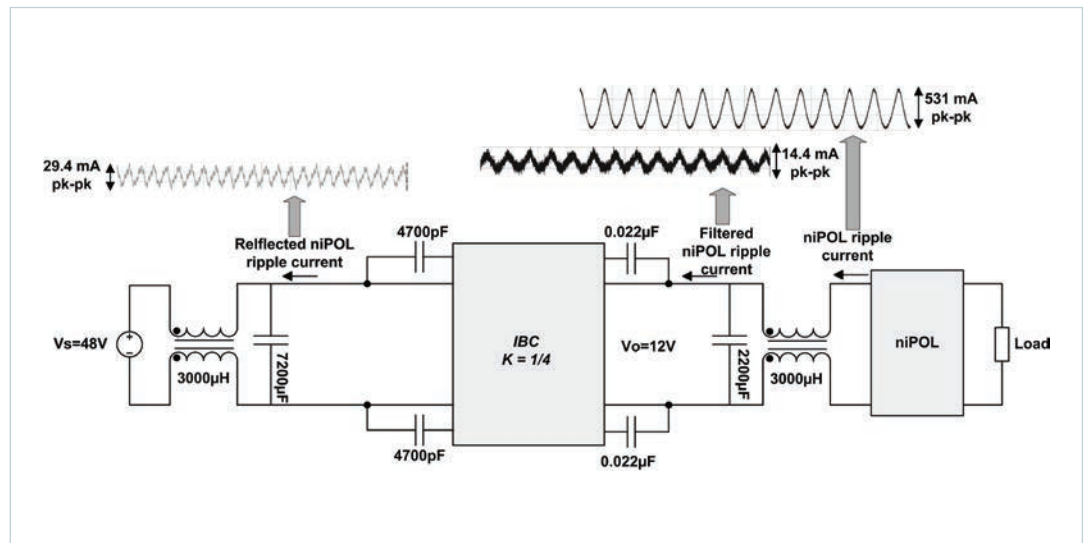 531 mA
pk-pk
29.4 mA
pk-pk
14.4 mA
pk-pk
Relflected niPOL
ripple current
4700pF
0.022µF
Filtered
niPOL ripple
current
niPOL ripple
current
Vs=48V
3000µH
7200µF
IBC
K = 1/4
Vo=12V
2200µF
3000µH
niPOL
Load
4700pF
0.022µF